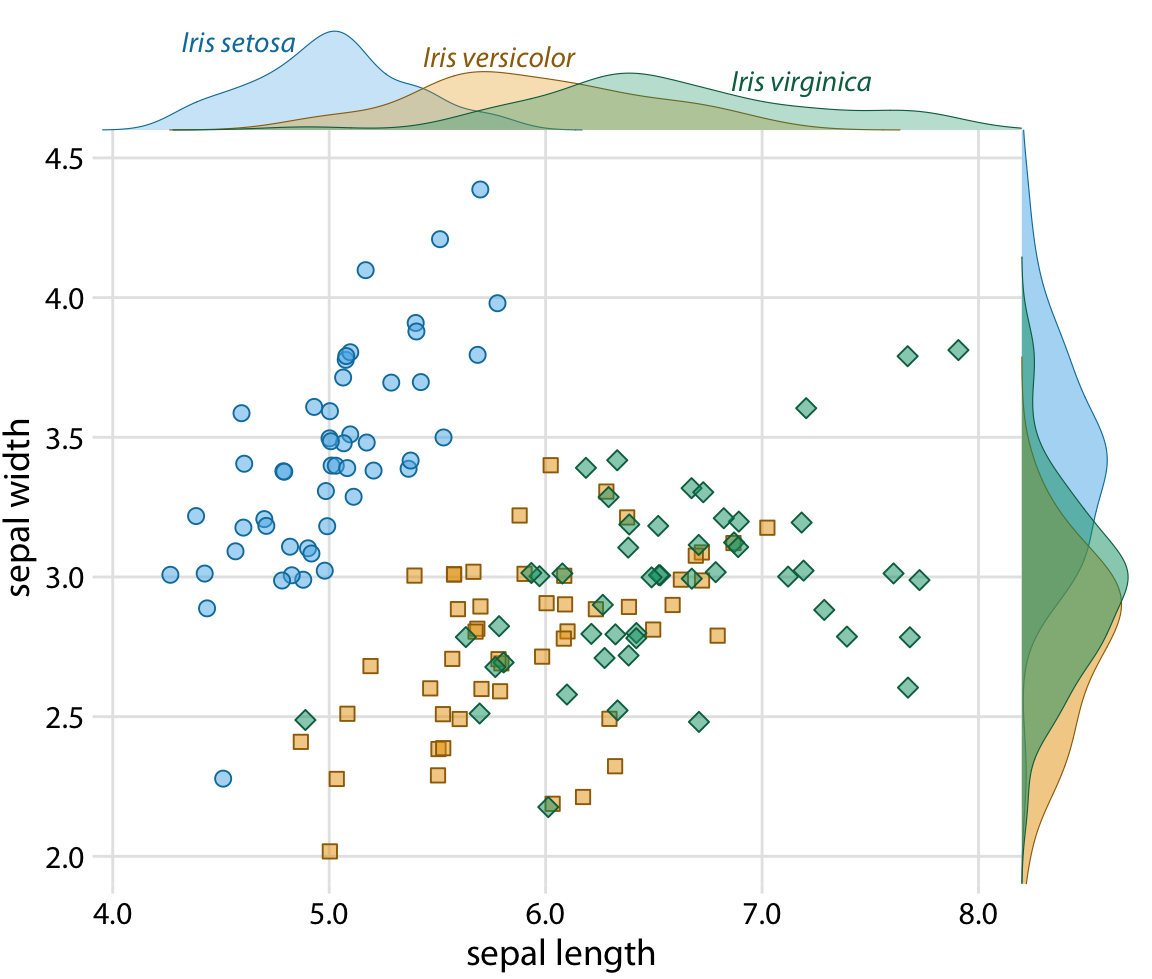 Iris setosa
Iris versicolor
Iris virginica
4.5
4.0
3.5
3.0
2.5
2.0
sepal width
4.0 5.0 6.0 7.0 8.0
sepal length